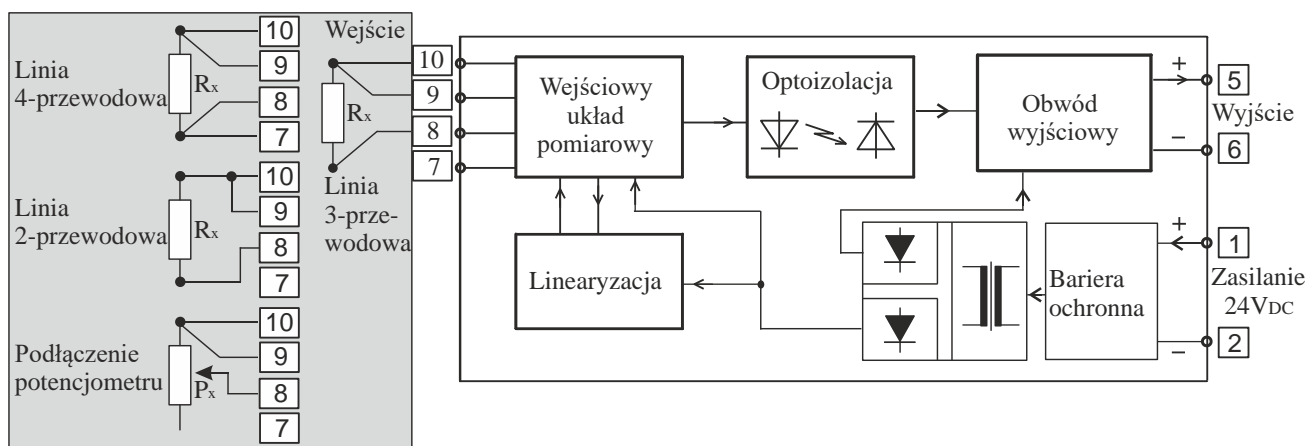 Linia
4-przewodowa
Rx
10
9
8
7
Linia
2-przewodowa
Rx
10
9
8
7
Podłączenie
potencjometru
Px
10
9
8
7
Wejście
Rx
Linia
3-prze-
wodowa
10
9
8
7
Wejściowy
układ
pomiarowy
Optoizolacja
Obwód
wyjściowy
+
5
Wyjście
−
6
Linearyzacja
Bariera
ochronna
+
1
Zasilanie
24VDC
−
2